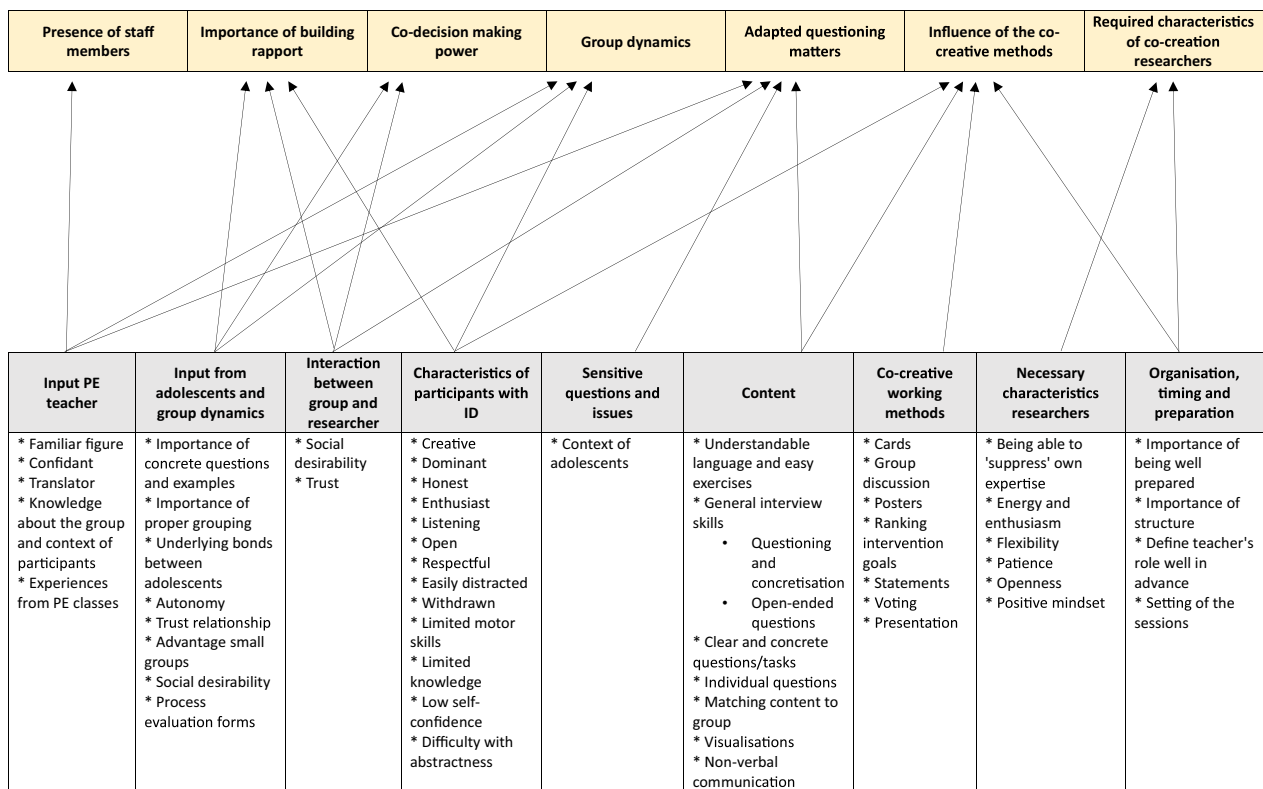 Presence of staff
members
Importance of building
rapport
Co-decision making
power
Group dynamics
Adapted questioning
matters
Influence of the co-
creative methods
Required characteristics
of co-creation
researchers
Input PE
teacher
Input from
adolescents and
group dynamics
Interaction
between
group and
researcher
Characteristics of
participants with
ID
Sensitive
questions and
issues
Content
Co-creative
working
methods
Necessary
characteristics
researchers
Organisation,
timing and
preparation
* Familiar figure
* Confidant
* Translator
* Knowledge
about the group
and context of
participants
* Experiences
from PE classes
* Importance of
concrete questions
and examples
* Importance of
proper grouping
* Underlying bonds
between
adolescents
* Autonomy
* Trust relationship
* Advantage small
groups
* Social desirability
* Process
evaluation forms
* Social
desirability
* Trust
* Creative
* Dominant
* Honest
* Enthusiast
* Listening
* Open
* Respectful
* Easily distracted
* Withdrawn
* Limited motor
skills
* Limited
knowledge
* Low self-
confidence
* Difficulty with
abstractness
* Context of
adolescents
* Understandable
language and easy
exercises
* General interview
skills
• Questioning
and
concretisation
• Open-ended
questions
* Clear and concrete
questions/tasks
* Individual questions
* Matching content to
group
* Visualisations
* Non-verbal
communication
* Cards
* Group
discussion
* Posters
* Ranking
intervention
goals
* Statements
* Voting
* Presentation
* Being able to
'suppress' own
expertise
* Energy and
enthusiasm
* Flexibility
* Patience
* Openness
* Positive mindset
* Importance of
being well
prepared
* Importance of
structure
* Define teacher's
role well in
advance
* Setting of the
sessions